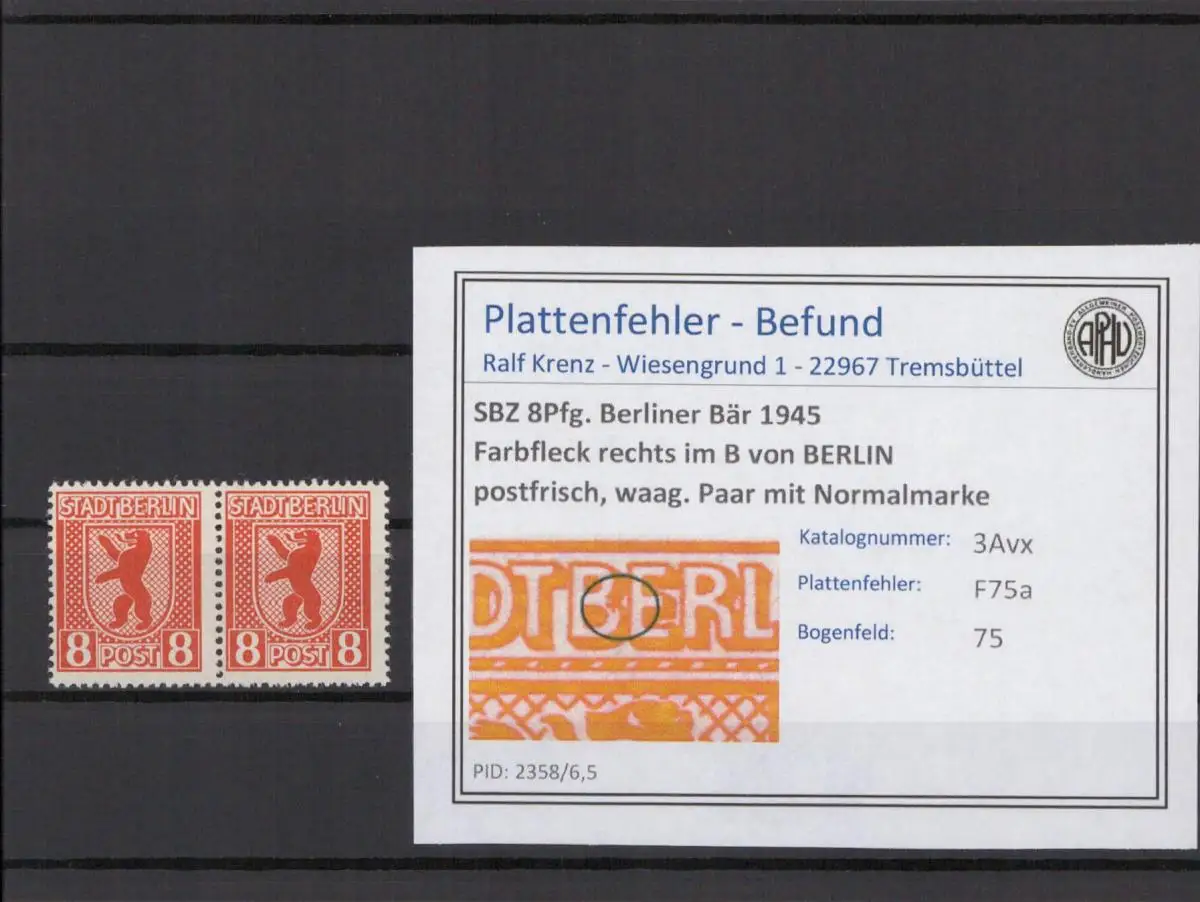 STADTBERLIN STADTBERLIN
8 POST 8 8 POST 8
Plattenfehler - Befund
Ralf Krenz - Wiesengrund 1 - 22967 Tremsbüttel
APHV
SBZ 8Pfg. Berliner Bär 1945
Farbfleck rechts im B von BERLIN
postfrisch, waag. Paar mit Normalmarke
DTBERL
Katalognummer: 3Avx
Plattenfehler: F75a
Bogenfeld: 75
PID: 2358/6,5